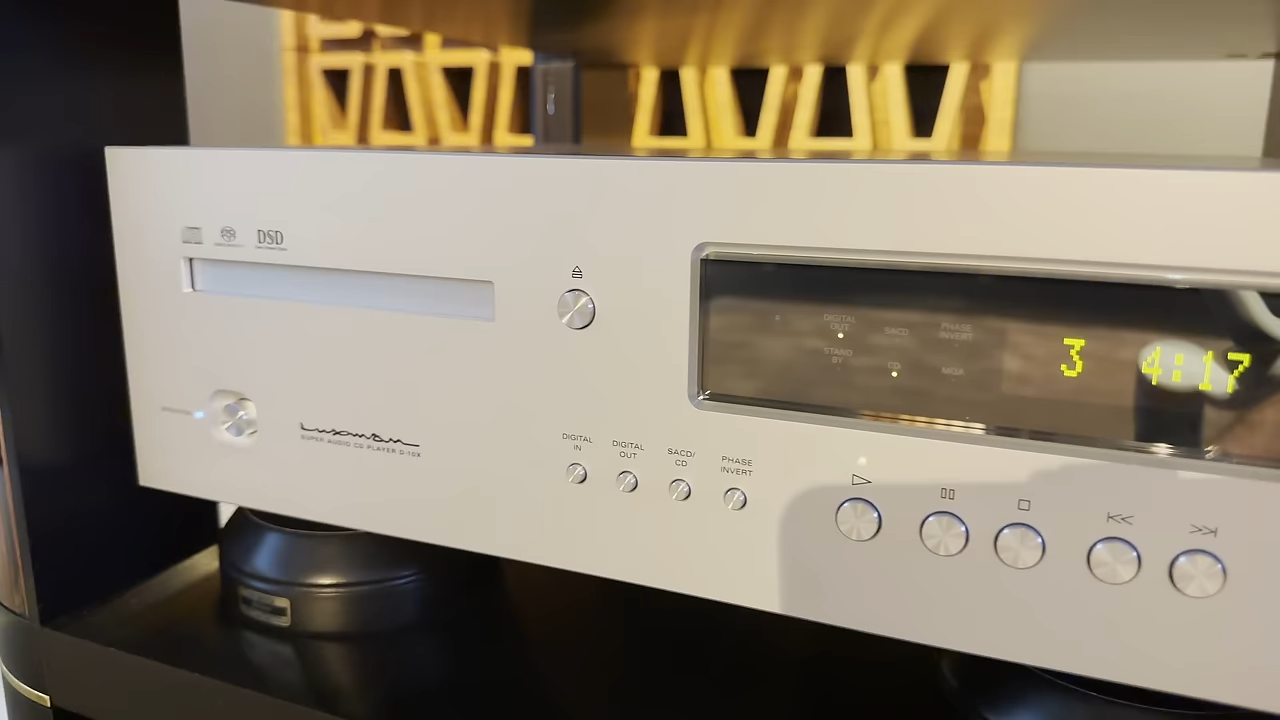 DSD
DIGITAL
OUT
SACD
PHASE
INVERT
STAND
BY
CD
MQA
3 4:17
LUXMAN
SUPER AUDIO CD PLAYER D-10X
DIGITAL
IN
DIGITAL
OUT
SACD/
CD
PHASE
INVERT